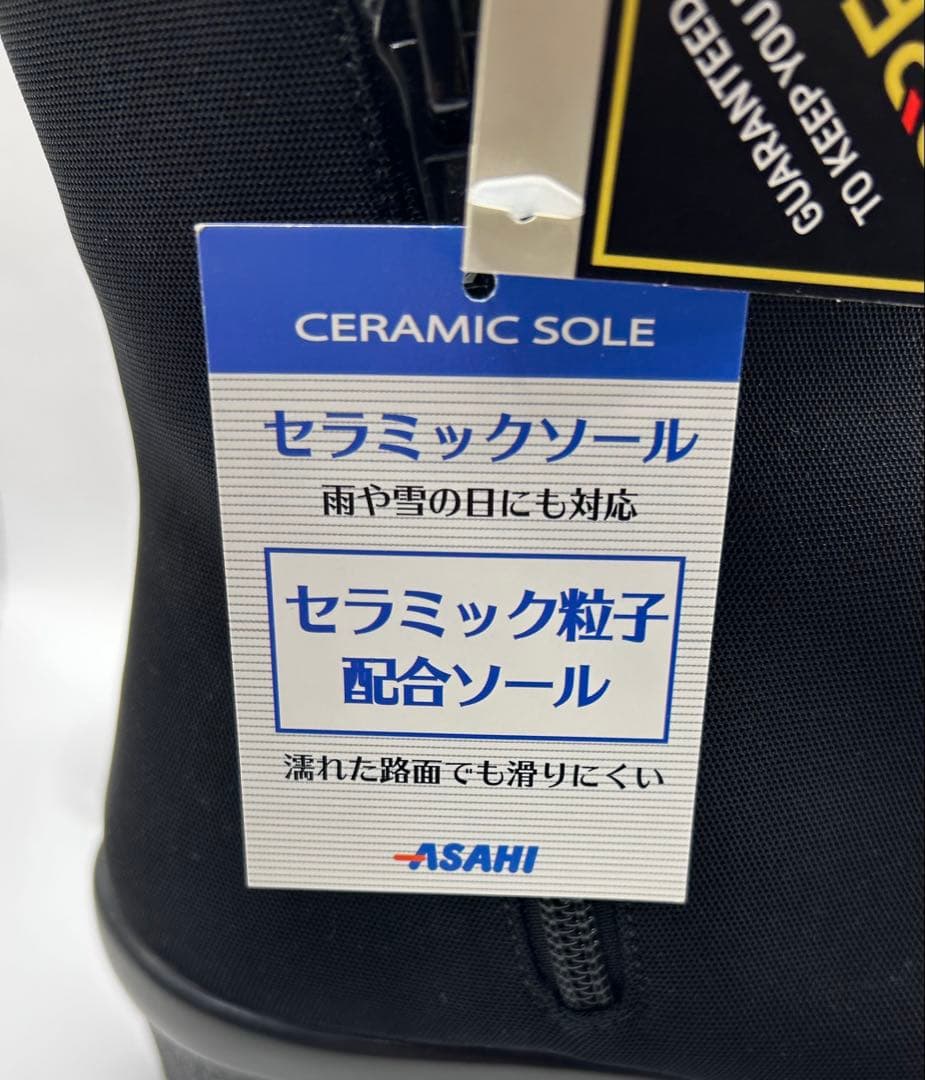 GUARANTEED
TO KEEP YOU
CERAMIC SOLE
セラミックソール
雨や雪の日にも対応
セラミック粒子
配合ソール
濡れた路面でも滑りにくい
ASAHI